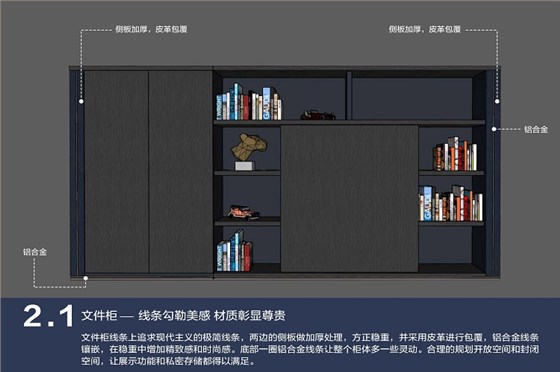 侧板加厚，皮革包覆
侧板加厚，皮革包覆
铝合金
铝合金
2.1 文件柜 — 线条勾勒美感 材质彰显尊贵
文件柜线条上追求现代主义的极简线条，两边的侧板做加厚处理，方正稳重，并采用皮革进行包覆，铝合金线条
镶嵌，在稳重中增加精致感和时尚感。底部一圈铝合金线条让整个柜体多一些灵动。合理的规划开放空间和封闭
空间，让展示功能和私密存储都得以满足。